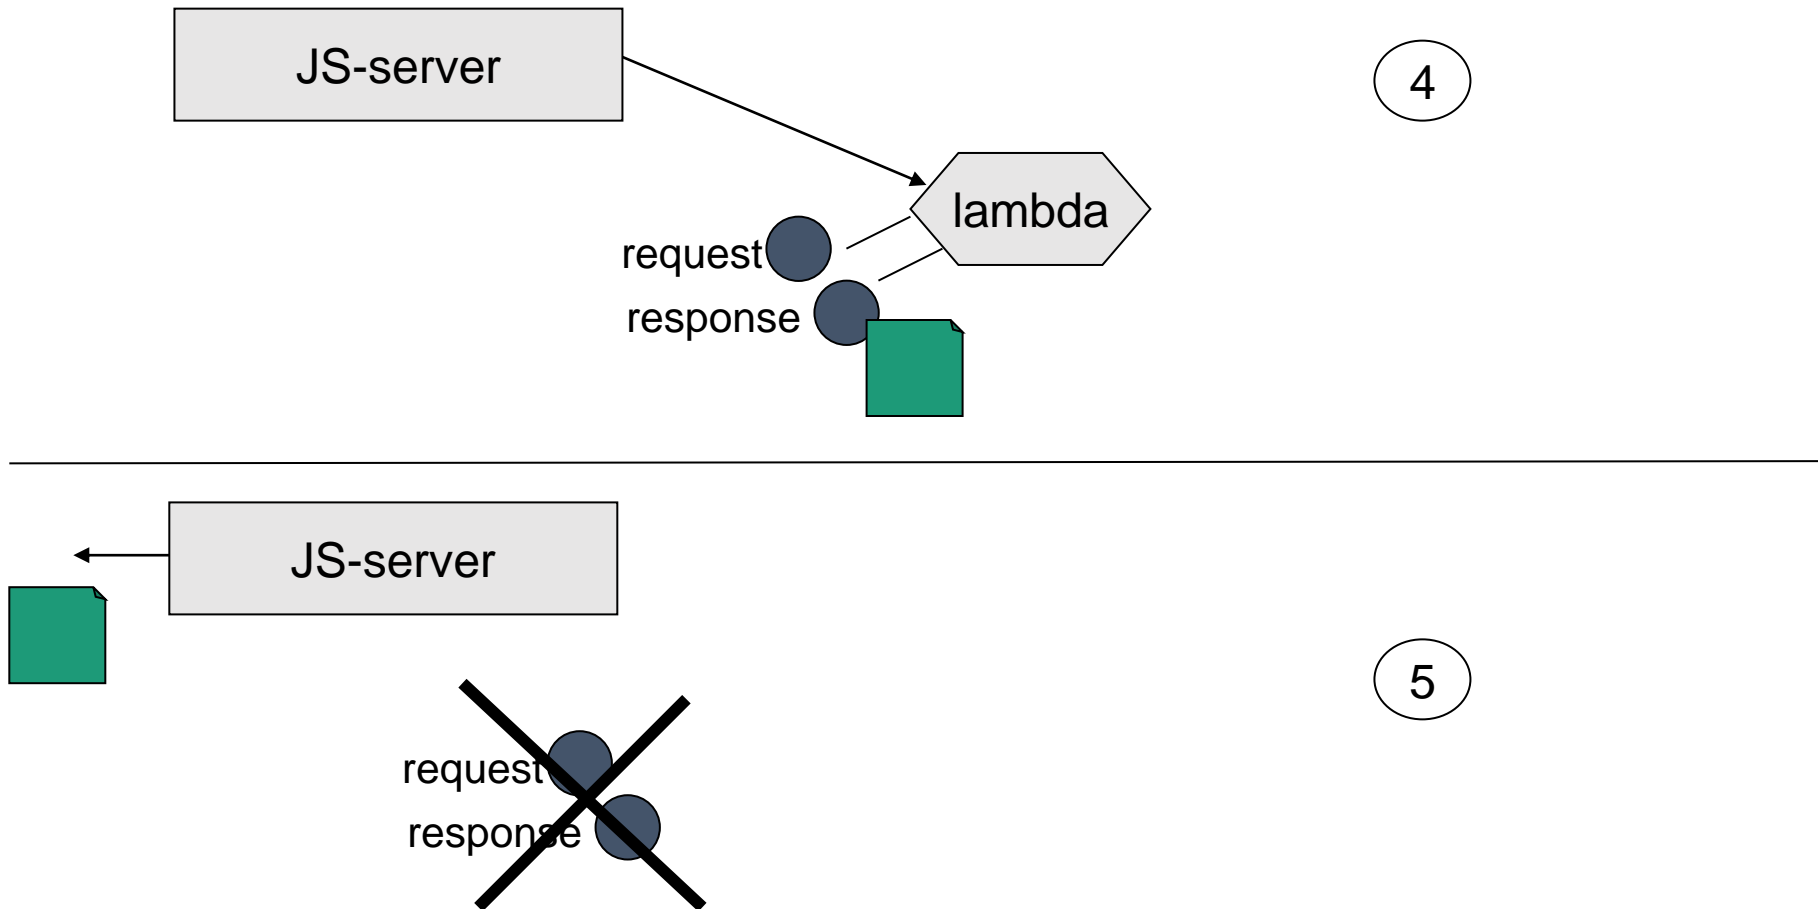 JS-server
4
lambda
request
response
JS-server
5
request
response